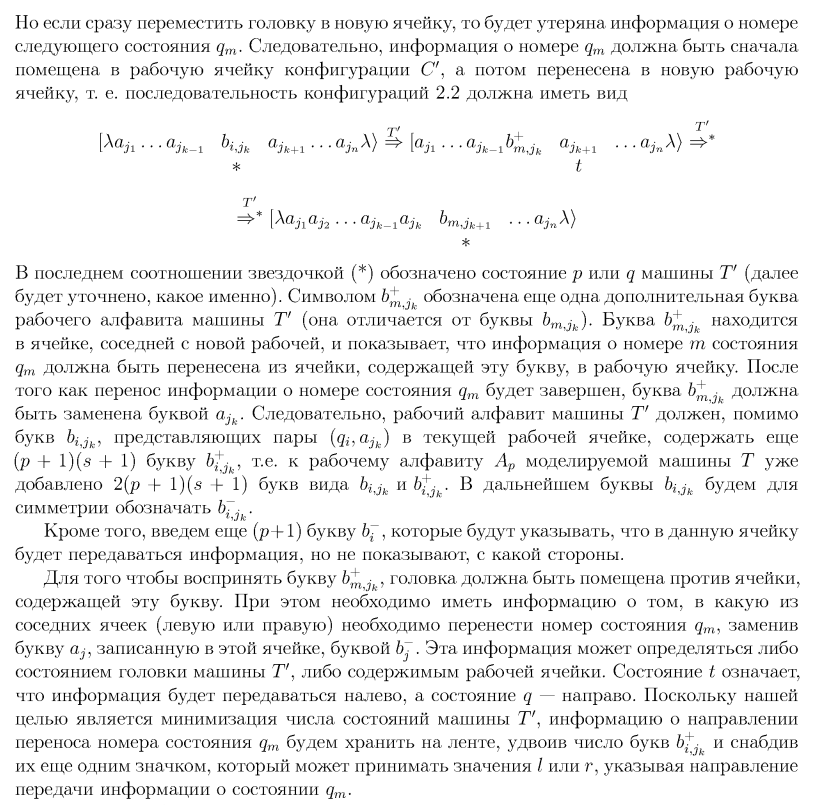 Но если сразу переместить головку в новую ячейку, то будет утеряна информация о номере
следующего состояния $q_m$. Следовательно, информация о номере $q_m$ должна быть сначала
помещена в рабочую ячейку конфигурации $C'$, а потом перенесена в новую рабочую
ячейку, т. е. последовательность конфигураций 2.2 должна иметь вид
$[\lambda a_{j_1} \dots a_{j_{k-1}} \underset{*}{b_{i,j_k}} a_{j_{k+1}} \dots a_{j_n} \lambda\rangle \overset{T'}{\Rightarrow} [a_{j_1} \dots a_{j_{k-1}} b^+_{m,j_k} \underset{t}{a_{j_{k+1}}} \dots a_{j_n} \lambda\rangle \overset{T'}{\Rightarrow}{}^*$
$\overset{T'}{\Rightarrow}{}^* [\lambda a_{j_1} a_{j_2} \dots a_{j_{k-1}} a_{j_k} \underset{*}{b_{m,j_{k+1}}} \dots a_{j_n} \lambda\rangle$
В последнем соотношении звездочкой (*) обозначено состояние $p$ или $q$ машины $T'$ (далее
будет уточнено, какое именно). Символом $b^+_{m,j_k}$ обозначена еще одна дополнительная буква
рабочего алфавита машины $T'$ (она отличается от буквы $b_{m,j_k}$). Буква $b^+_{m,j_k}$ находится
в ячейке, соседней с новой рабочей, и показывает, что информация о номере $m$ состояния
$q_m$ должна быть перенесена из ячейки, содержащей эту букву, в рабочую ячейку. После
того как перенос информации о номере состояния $q_m$ будет завершен, буква $b^+_{m,j_k}$ должна
быть заменена буквой $a_{j_k}$. Следовательно, рабочий алфавит машины $T'$ должен, помимо
букв $b_{i,j_k}$, представляющих пары $(q_i, a_{j_k})$ в текущей рабочей ячейке, содержать еще
$(p + 1)(s + 1)$ букву $b^+_{i,j_k}$, т.е. к рабочему алфавиту $A_p$ моделируемой машины $T$ уже
добавлено $2(p + 1)(s + 1)$ букв вида $b_{i,j_k}$ и $b^+_{i,j_k}$. В дальнейшем буквы $b_{i,j_k}$ будем для
симметрии обозначать $b^-_{i,j_k}$.
Кроме того, введем еще $(p+1)$ букву $b^-_i$, которые будут указывать, что в данную ячейку
будет передаваться информация, но не показывают, с какой стороны.
Для того чтобы воспринять букву $b^+_{m,j_k}$, головка должна быть помещена против ячейки,
содержащей эту букву. При этом необходимо иметь информацию о том, в какую из
соседних ячеек (левую или правую) необходимо перенести номер состояния $q_m$, заменив
букву $a_j$, записанную в этой ячейке, буквой $b^-_j$. Эта информация может определяться либо
состоянием головки машины $T'$, либо содержимым рабочей ячейки. Состояние $t$ означает,
что информация будет передаваться налево, а состояние $q$ — направо. Поскольку нашей
целью является минимизация числа состояний машины $T'$, информацию о направлении
переноса номера состояния $q_m$ будем хранить на ленте, удвоив число букв $b^+_{i,j_k}$ и снабдив
их еще одним значком, который может принимать значения $l$ или $r$, указывая направление
передачи информации о состоянии $q_m$.